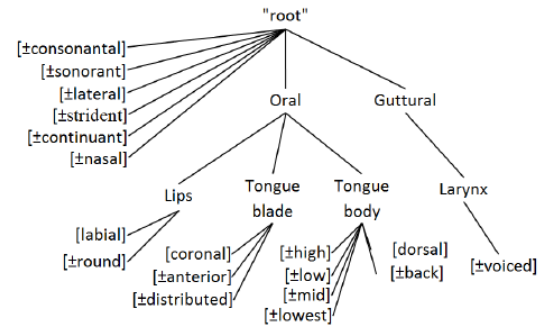 "root"
[±consonantal]
[±sonorant]
[±lateral]
[±strident]
[±continuant]
[±nasal]
Oral
Guttural
Lips
Tongue
blade
Tongue
body
Larynx
[labial]
[±round]
[coronal]
[±anterior]
[±distributed]
[±high]
[±low]
[±mid]
[±lowest]
[dorsal]
[±back]
[±voiced]